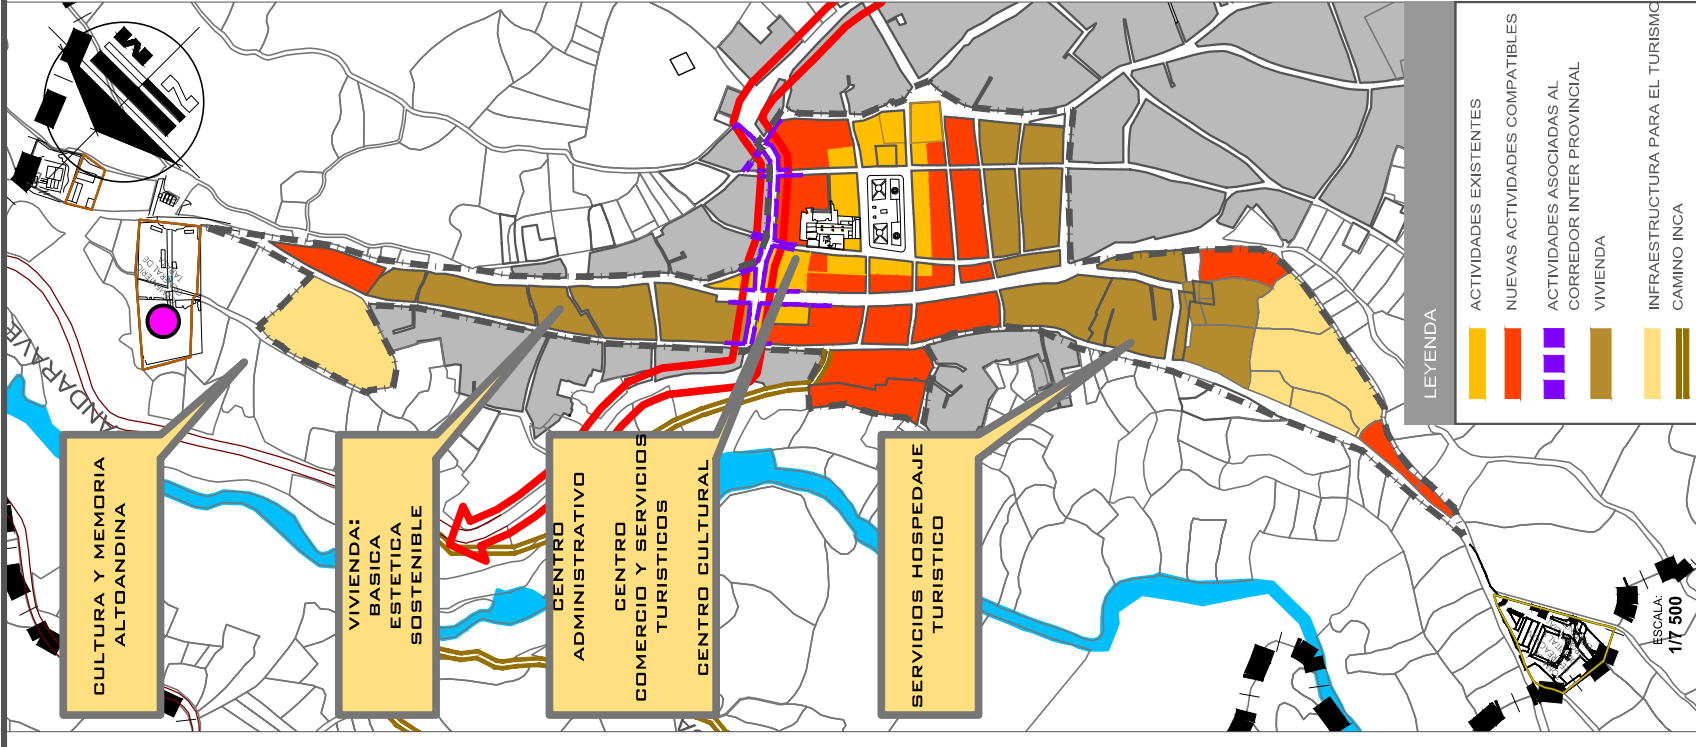 CULTURA Y MEMORIA
ALTOANDINA
VIVIENDA:
BASICA
ESTETICA
SOSTENIBLE
CENTRO
ADMINISTRATIVO
CENTRO
COMERCIO Y SERVICIOS
TURISTICOS
CENTRO CULTURAL
SERVICIOS HOSPEDAJE
TURISTICO
LEYENDA
ACTIVIDADES EXISTENTES
NUEVAS ACTIVIDADES COMPATIBLES
ACTIVIDADES ASOCIADAS AL
CORREDOR INTER PROVINCIAL
VIVIENDA
INFRAESTRUCTURA PARA EL TURISMO
CAMINO INCA
ESCALA:
1/7 500